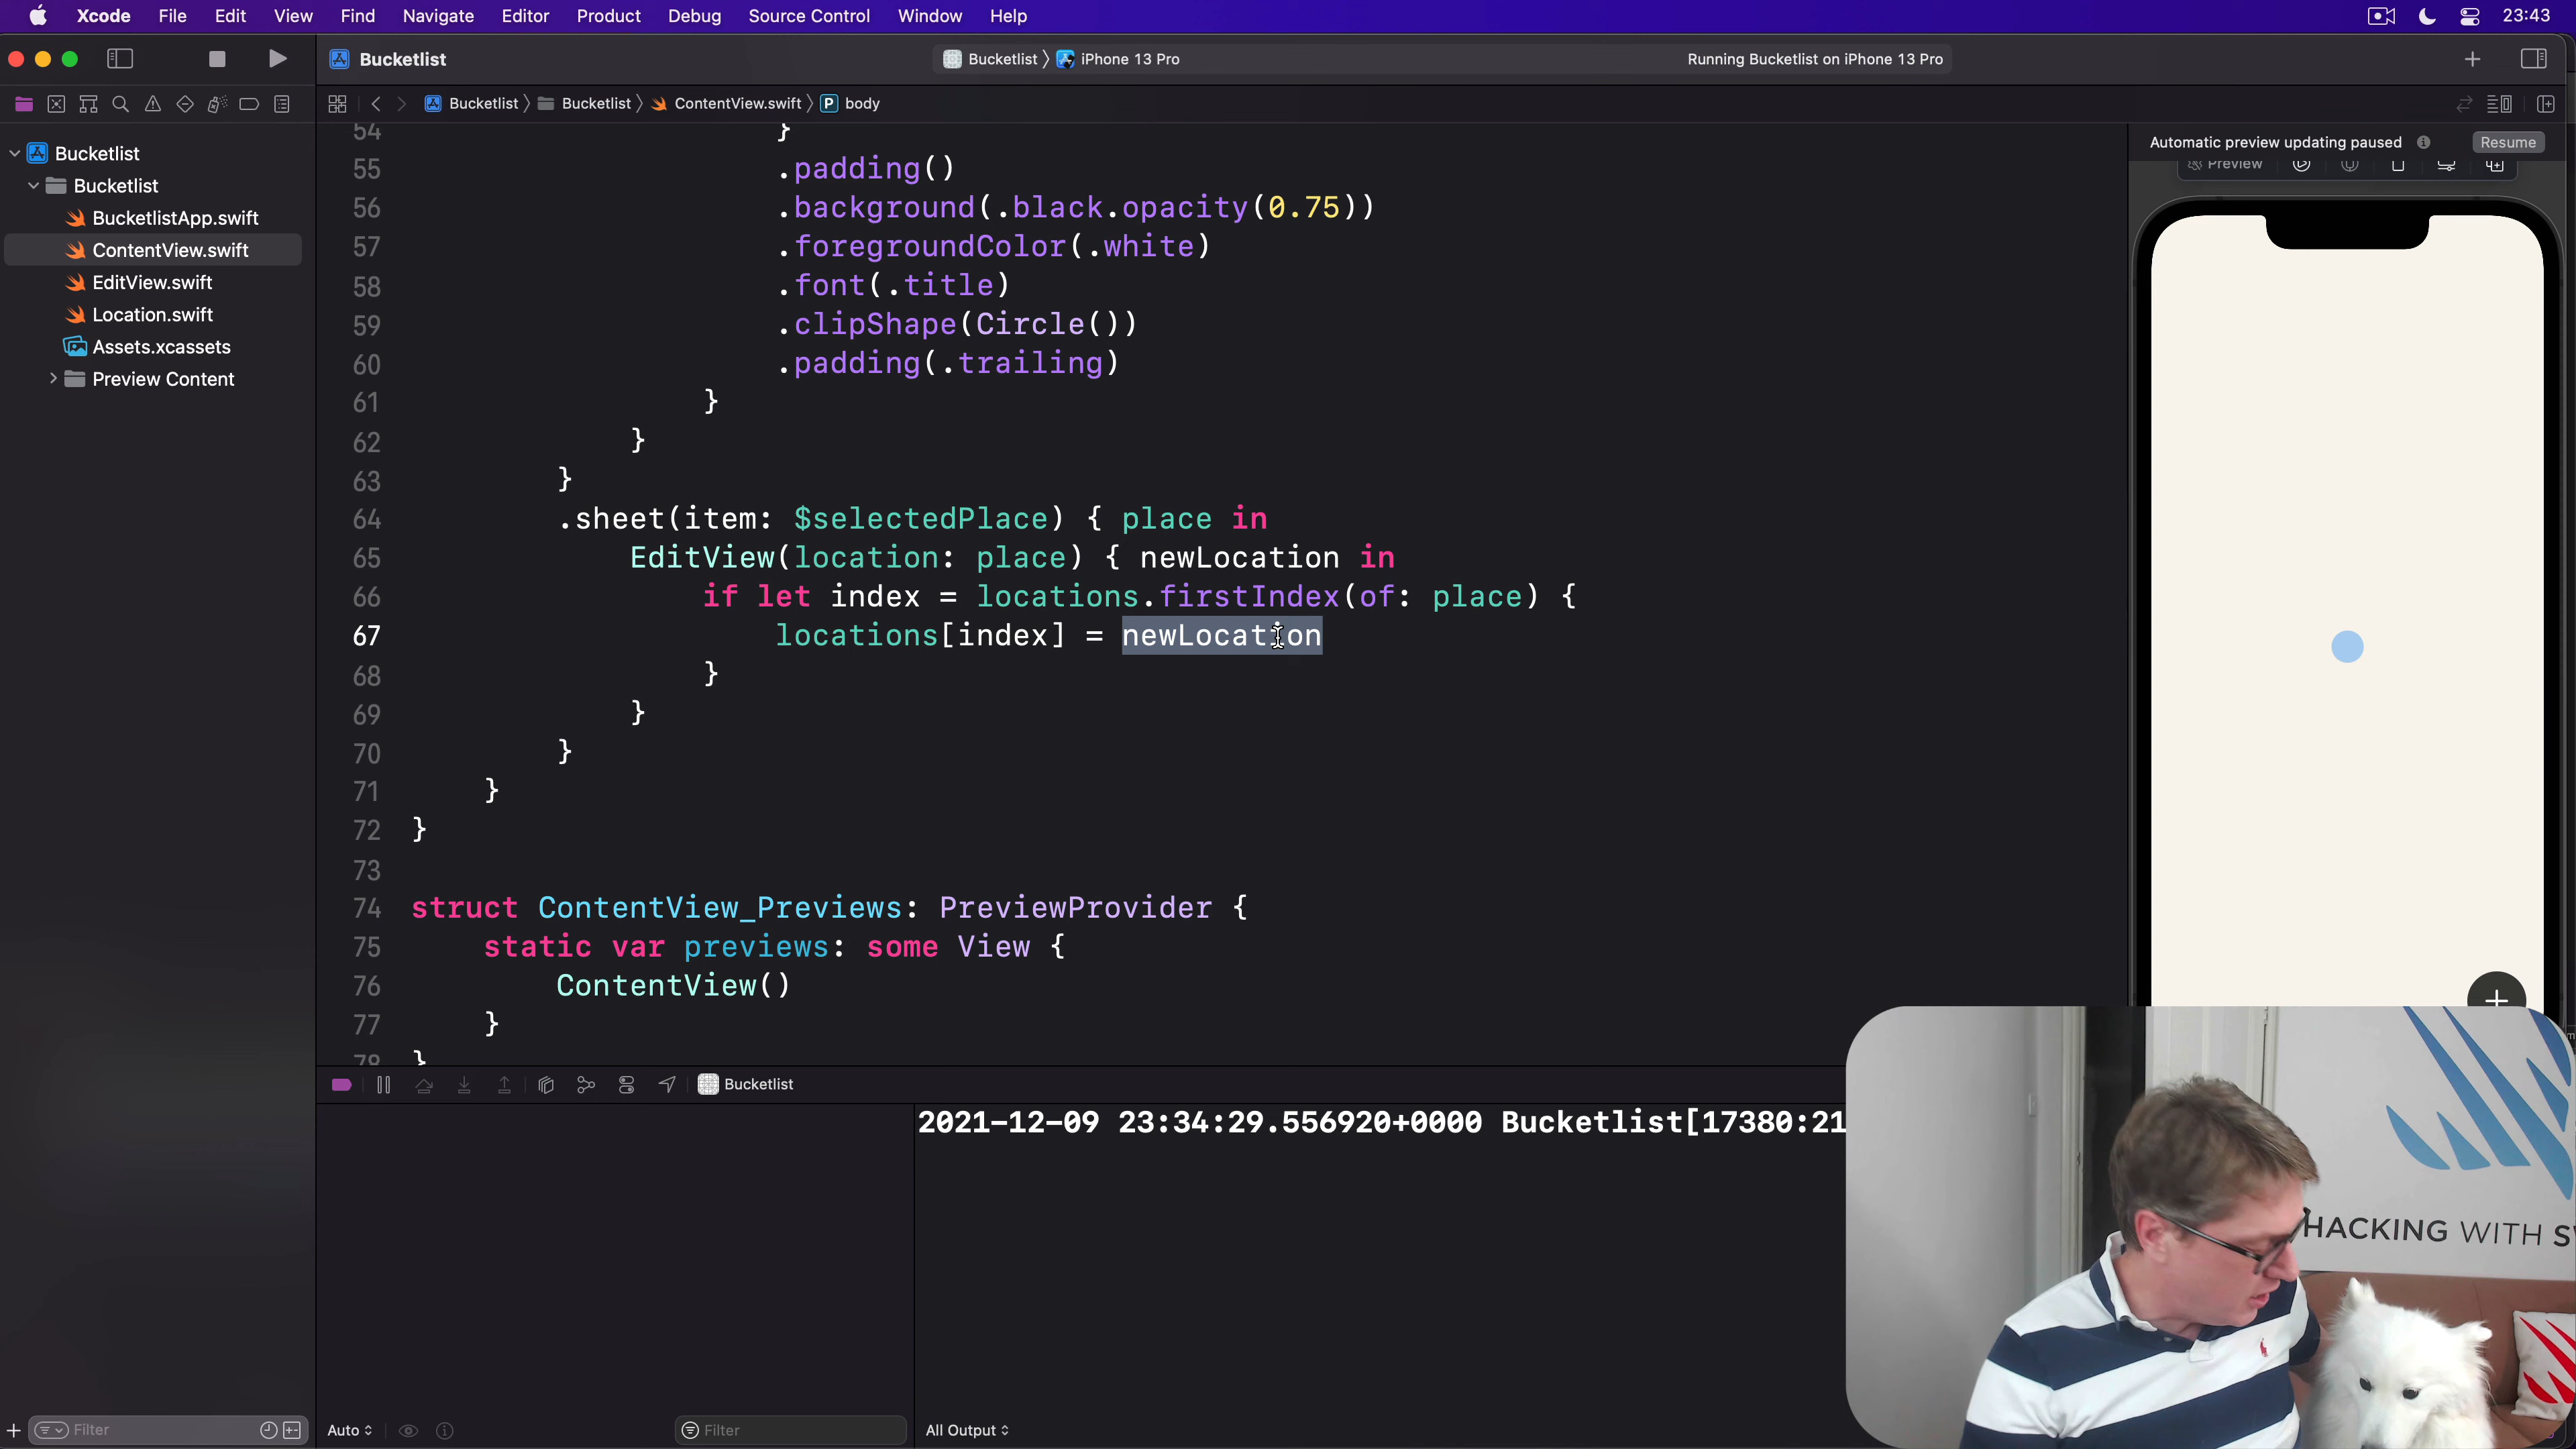 Xcode File Edit View Find Navigate Editor Product Debug Source Control Window Help 23:43
Bucketlist
Bucketlist 〉 iPhone 13 Pro
Running Bucketlist on iPhone 13 Pro
Bucketlist 〉 Bucketlist 〉 ContentView.swift 〉 P body
Bucketlist
Bucketlist
BucketlistApp.swift
ContentView.swift
EditView.swift
Location.swift
Assets.xcassets
Preview Content
54 }
55 .padding()
56 .background(.black.opacity(0.75))
57 .foregroundColor(.white)
58 .font(.title)
59 .clipShape(Circle())
60 .padding(.trailing)
61 }
62 }
63 }
64 .sheet(item: $selectedPlace) { place in
65 EditView(location: place) { newLocation in
66 if let index = locations.firstIndex(of: place) {
67 locations[index] = newLocation
68 }
69 }
70 }
71 }
72 }
73
74 struct ContentView_Previews: PreviewProvider {
75 static var previews: some View {
76 ContentView()
77 }
78 }
Automatic preview updating paused Resume
Preview
Bucketlist
2021-12-09 23:34:29.556920+0000 Bucketlist[17380:21
HACKING WITH S
Filter
Auto
Filter
All Output